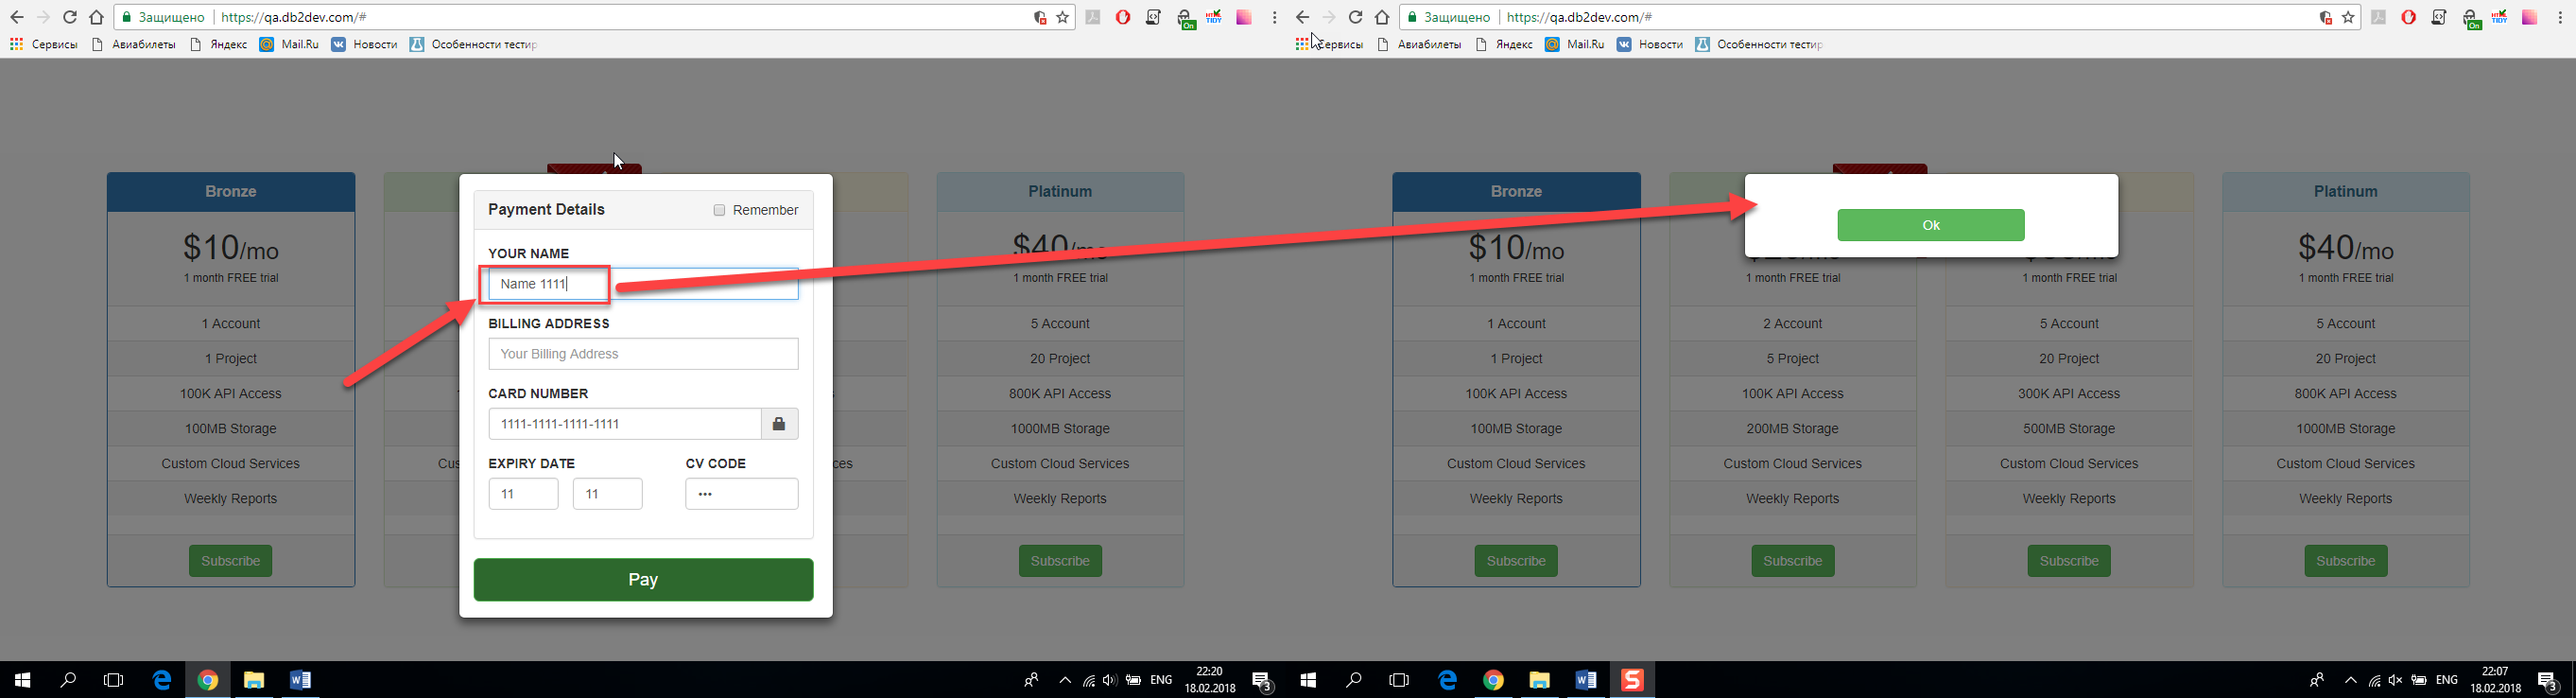 Защищено https://qa.db2dev.com/#
On
Сервисы Авиабилеты Яндекс Mail.Ru Новости Особенности тестир
Bronze
$10/mo
1 month FREE trial
1 Account
1 Project
100K API Access
100MB Storage
Custom Cloud Services
Weekly Reports
Subscribe
Payment Details
Remember
YOUR NAME
Name 1111
BILLING ADDRESS
Your Billing Address
CARD NUMBER
1111-1111-1111-1111
EXPIRY DATE
CV CODE
11
11
•••
Pay
Platinum
$40/mo
1 month FREE trial
5 Account
20 Project
800K API Access
1000MB Storage
Custom Cloud Services
Weekly Reports
Subscribe
ENG
22:20
18.02.2018
3
Защищено https://qa.db2dev.com/#
On
Сервисы Авиабилеты Яндекс Mail.Ru Новости Особенности тестир
Bronze
$10/mo
1 month FREE trial
1 Account
1 Project
100K API Access
100MB Storage
Custom Cloud Services
Weekly Reports
Subscribe
Ok
1 month FREE trial
2 Account
5 Project
100K API Access
200MB Storage
Custom Cloud Services
Weekly Reports
Subscribe
1 month FREE trial
5 Account
20 Project
300K API Access
500MB Storage
Custom Cloud Services
Weekly Reports
Subscribe
Platinum
$40/mo
1 month FREE trial
5 Account
20 Project
800K API Access
1000MB Storage
Custom Cloud Services
Weekly Reports
Subscribe
ENG
22:07
18.02.2018
3